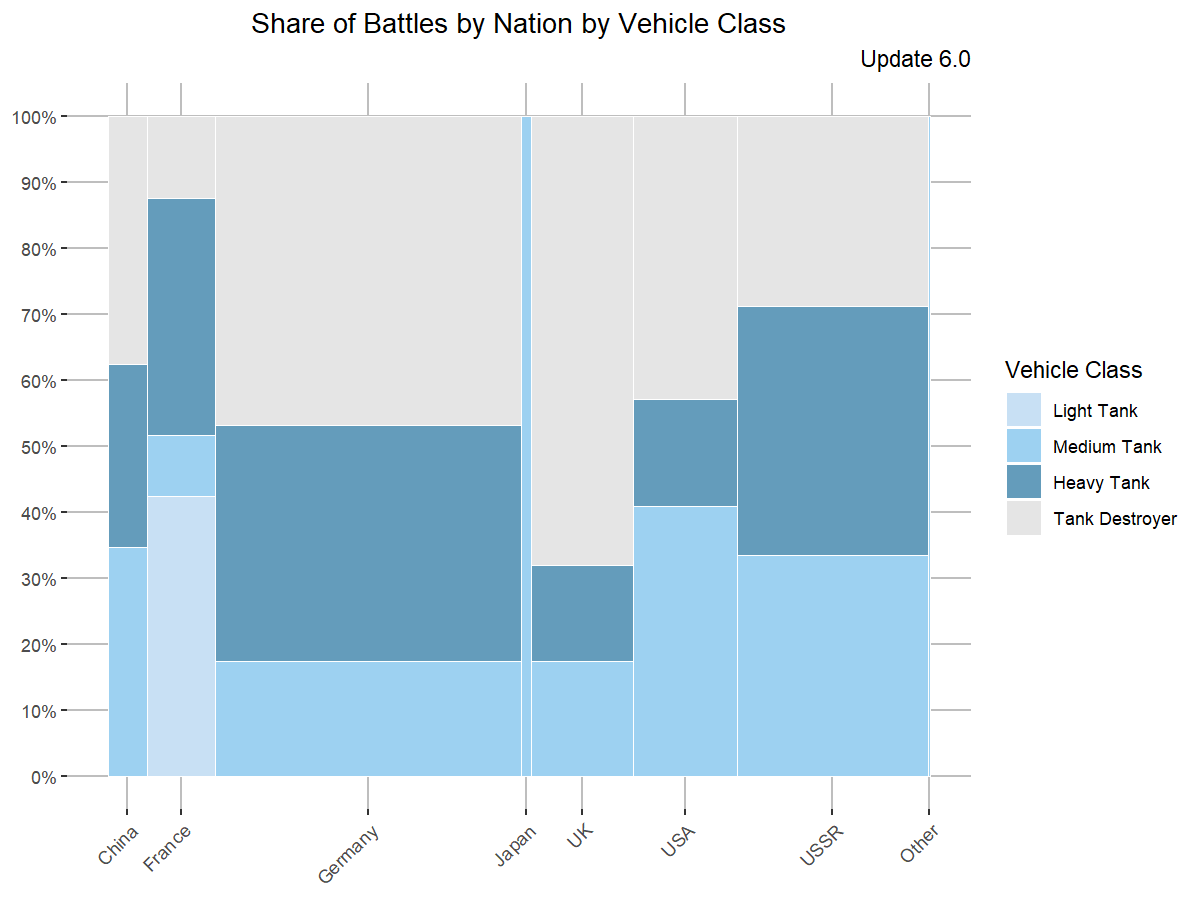 Share of Battles by Nation by Vehicle Class
Update 6.0
100%
90%
80%
70%
60%
50%
40%
30%
20%
10%
0%
China
France
Germany
Japan
UK
USA
USSR
Other
Vehicle Class
Light Tank
Medium Tank
Heavy Tank
Tank Destroyer